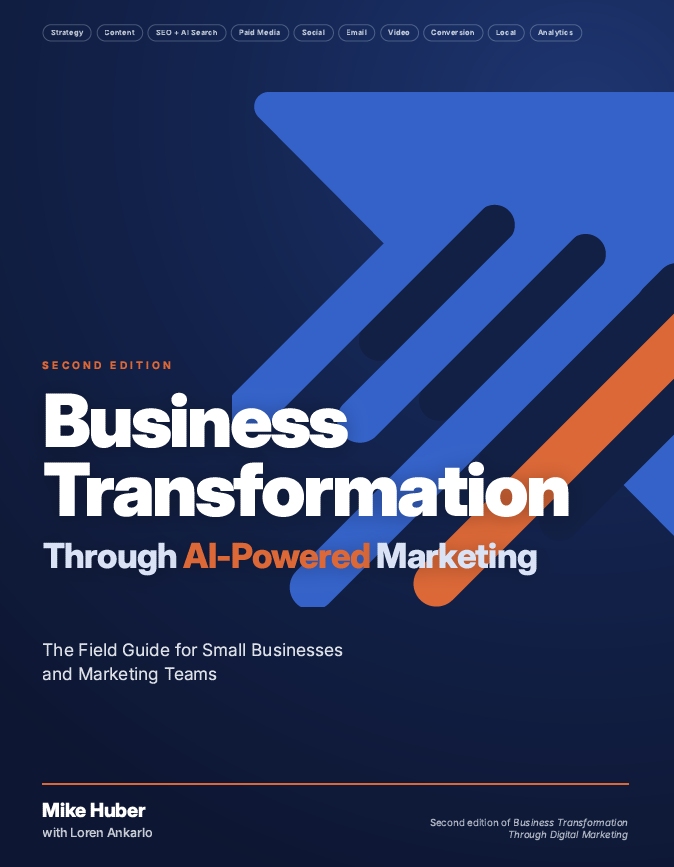 Strategy Content SEO + AI Search Paid Media Social Email Video Conversion Local Analytics
SECOND EDITION
Business
Transformation
Through AI-Powered Marketing
The Field Guide for Small Businesses
and Marketing Teams
Mike Huber
with Loren Ankarlo
Second edition of Business Transformation
Through Digital Marketing